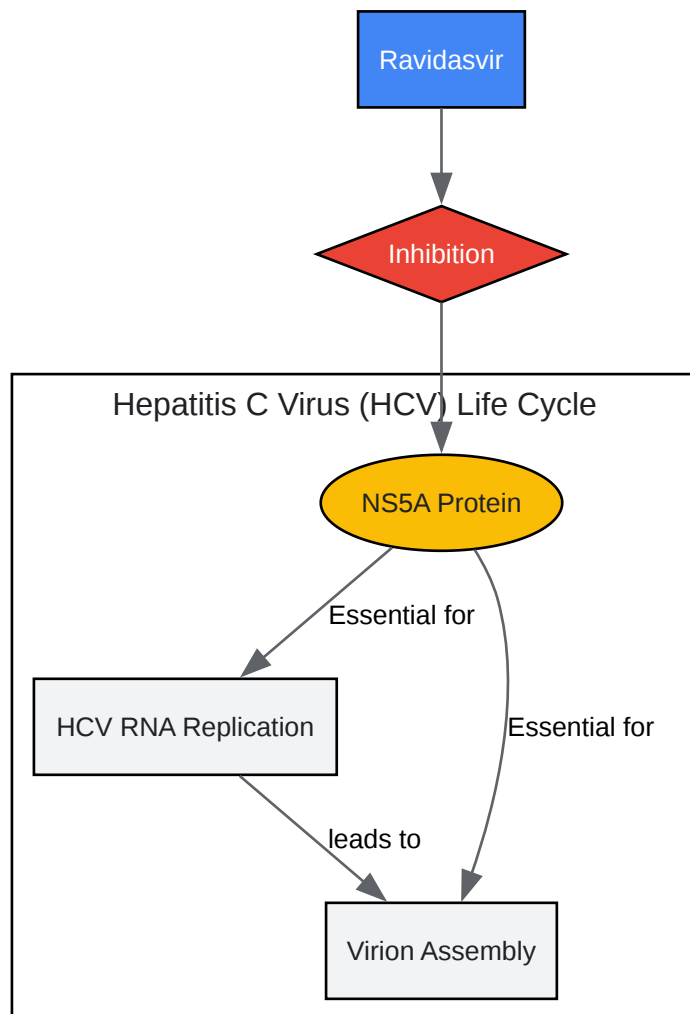 Ravidasvir
Inhibition
Hepatitis C Virus (HCV) Life Cycle
NS5A Protein
Essential for
HCV RNA Replication
Essential for
leads to
Virion Assembly